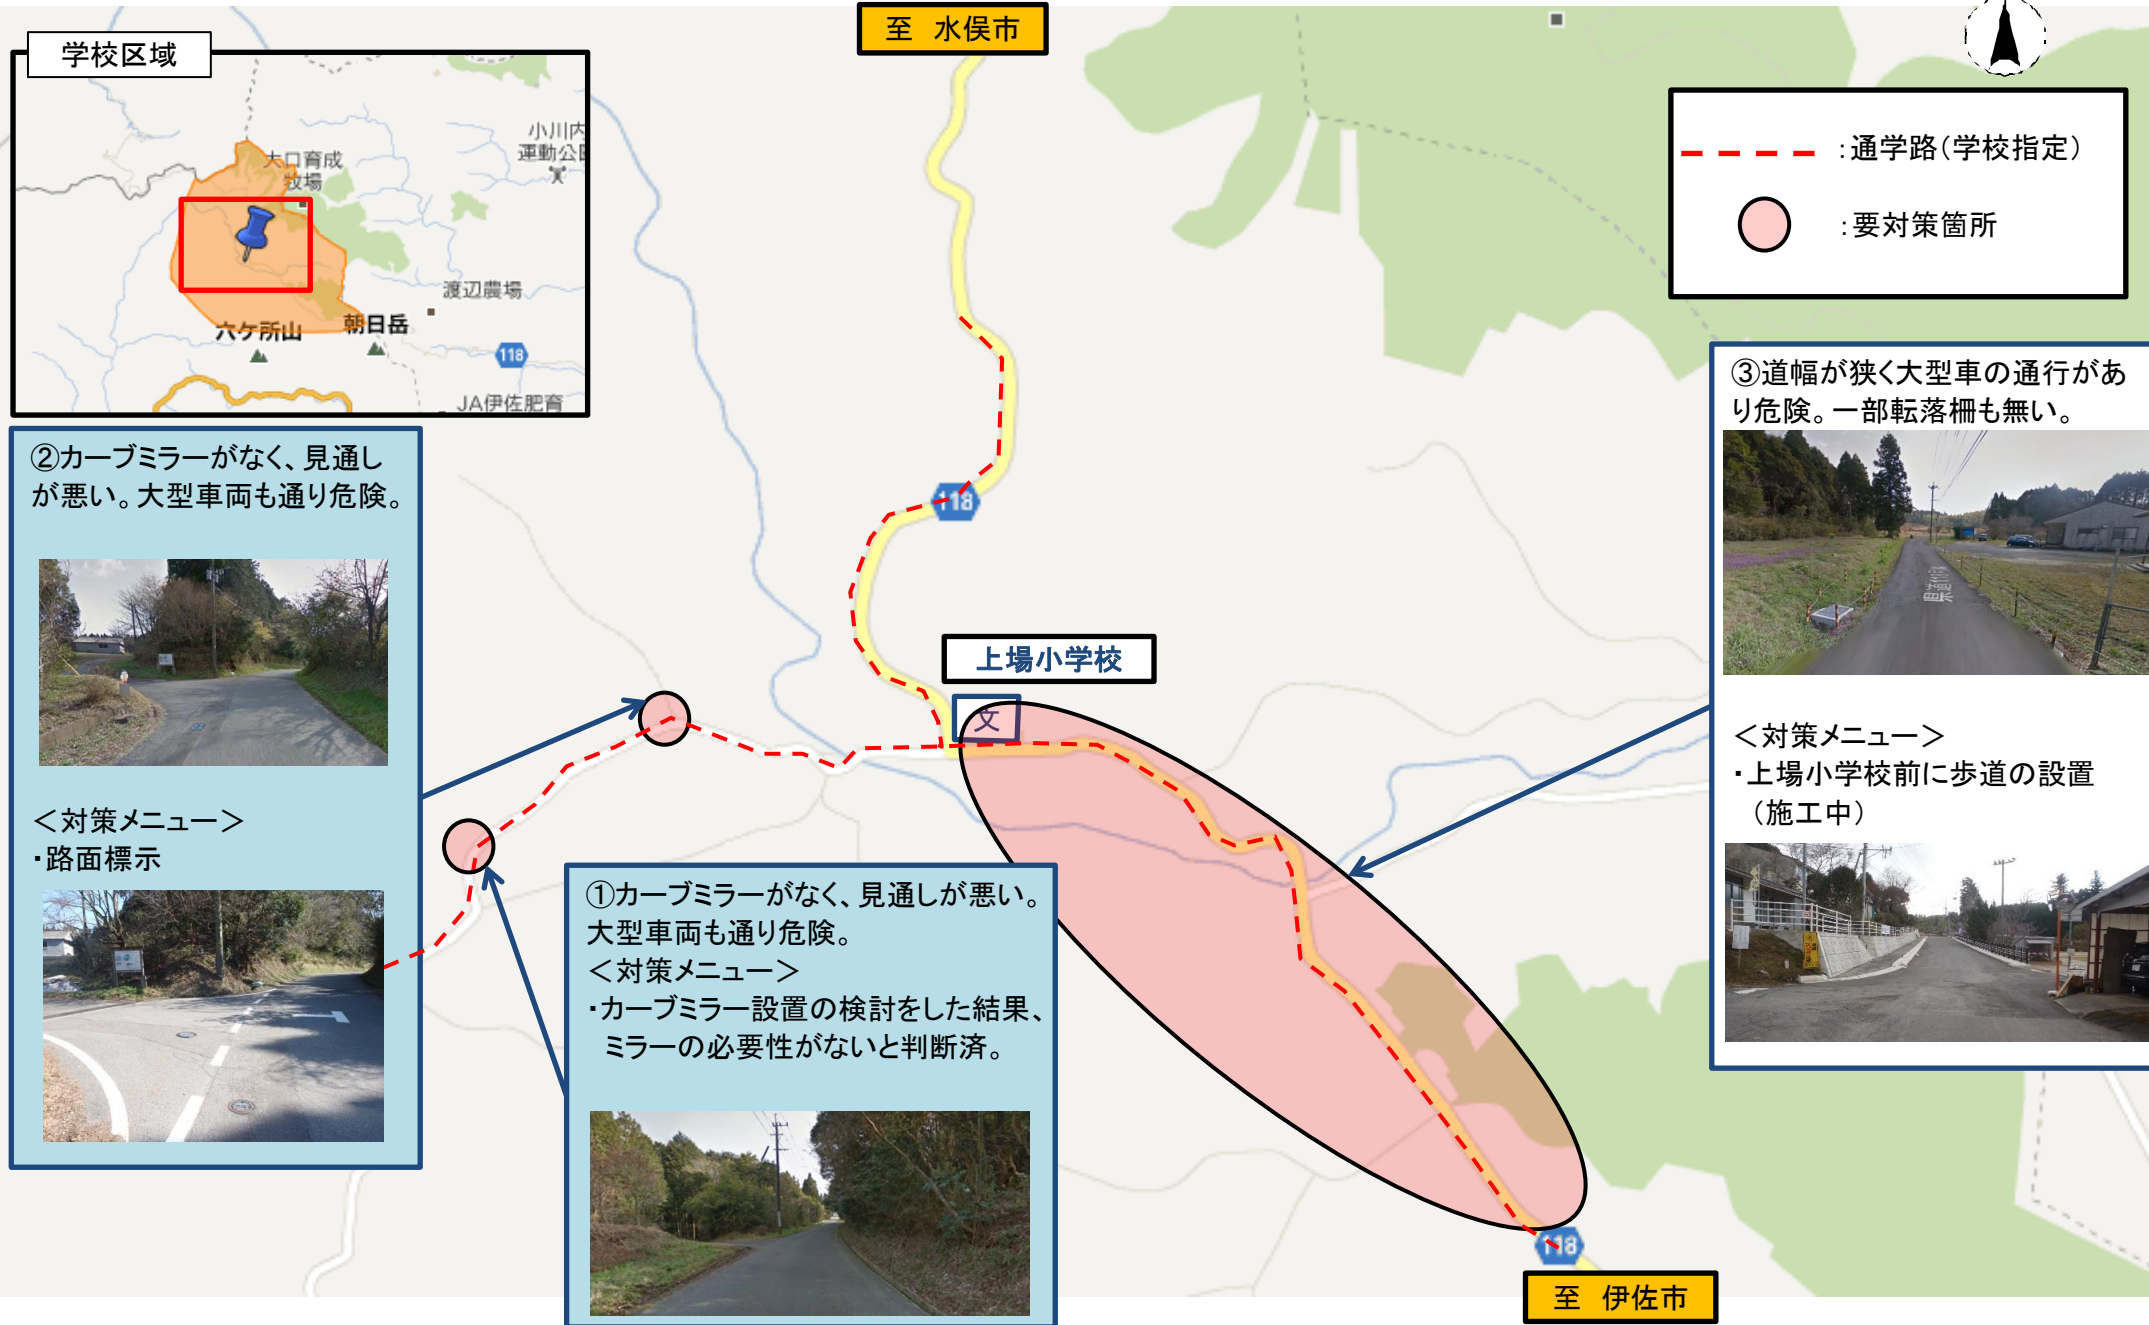 至 水俣市
学校区域
小川内
運動公園
大口育成
牧場
渡辺農場
六ケ所山
朝日岳
118
JA伊佐肥育
:通学路(学校指定)
:要対策箇所
②カーブミラーがなく、見通し
が悪い。大型車両も通り危険。
<対策メニュー>
・路面標示
118
上場小学校
文
①カーブミラーがなく、見通しが悪い。
大型車両も通り危険。
<対策メニュー>
・カーブミラー設置の検討をした結果、
ミラーの必要性がないと判断済。
③道幅が狭く大型車の通行があ
り危険。一部転落柵も無い。
<対策メニュー>
・上場小学校前に歩道の設置
(施工中)
118
至 伊佐市